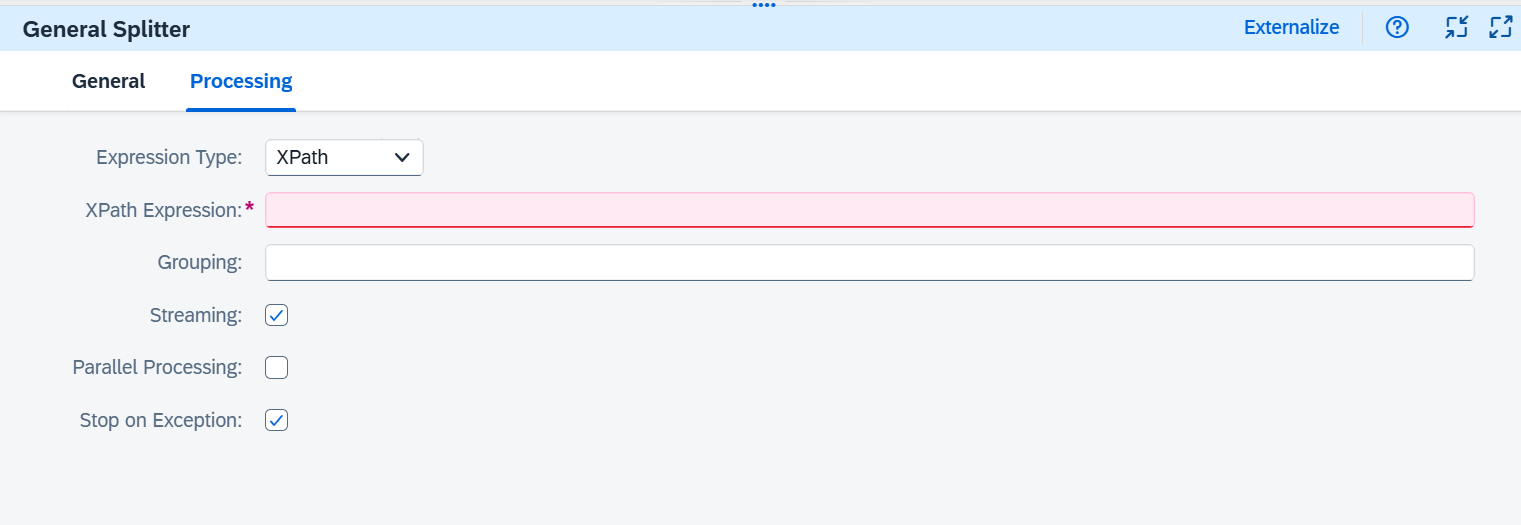 General Splitter
Externalize
General
Processing
Expression Type:
XPath
XPath Expression:*
Grouping:
Streaming:
Parallel Processing:
Stop on Exception: